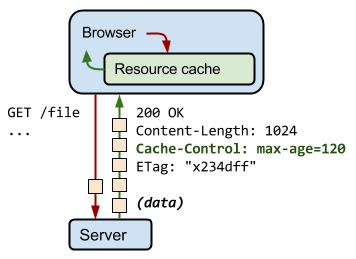 Browser
Resource cache
GET /file
...
200 OK
Content-Length: 1024
Cache-Control: max-age=120
ETag: "x234dff"
(data)
Server